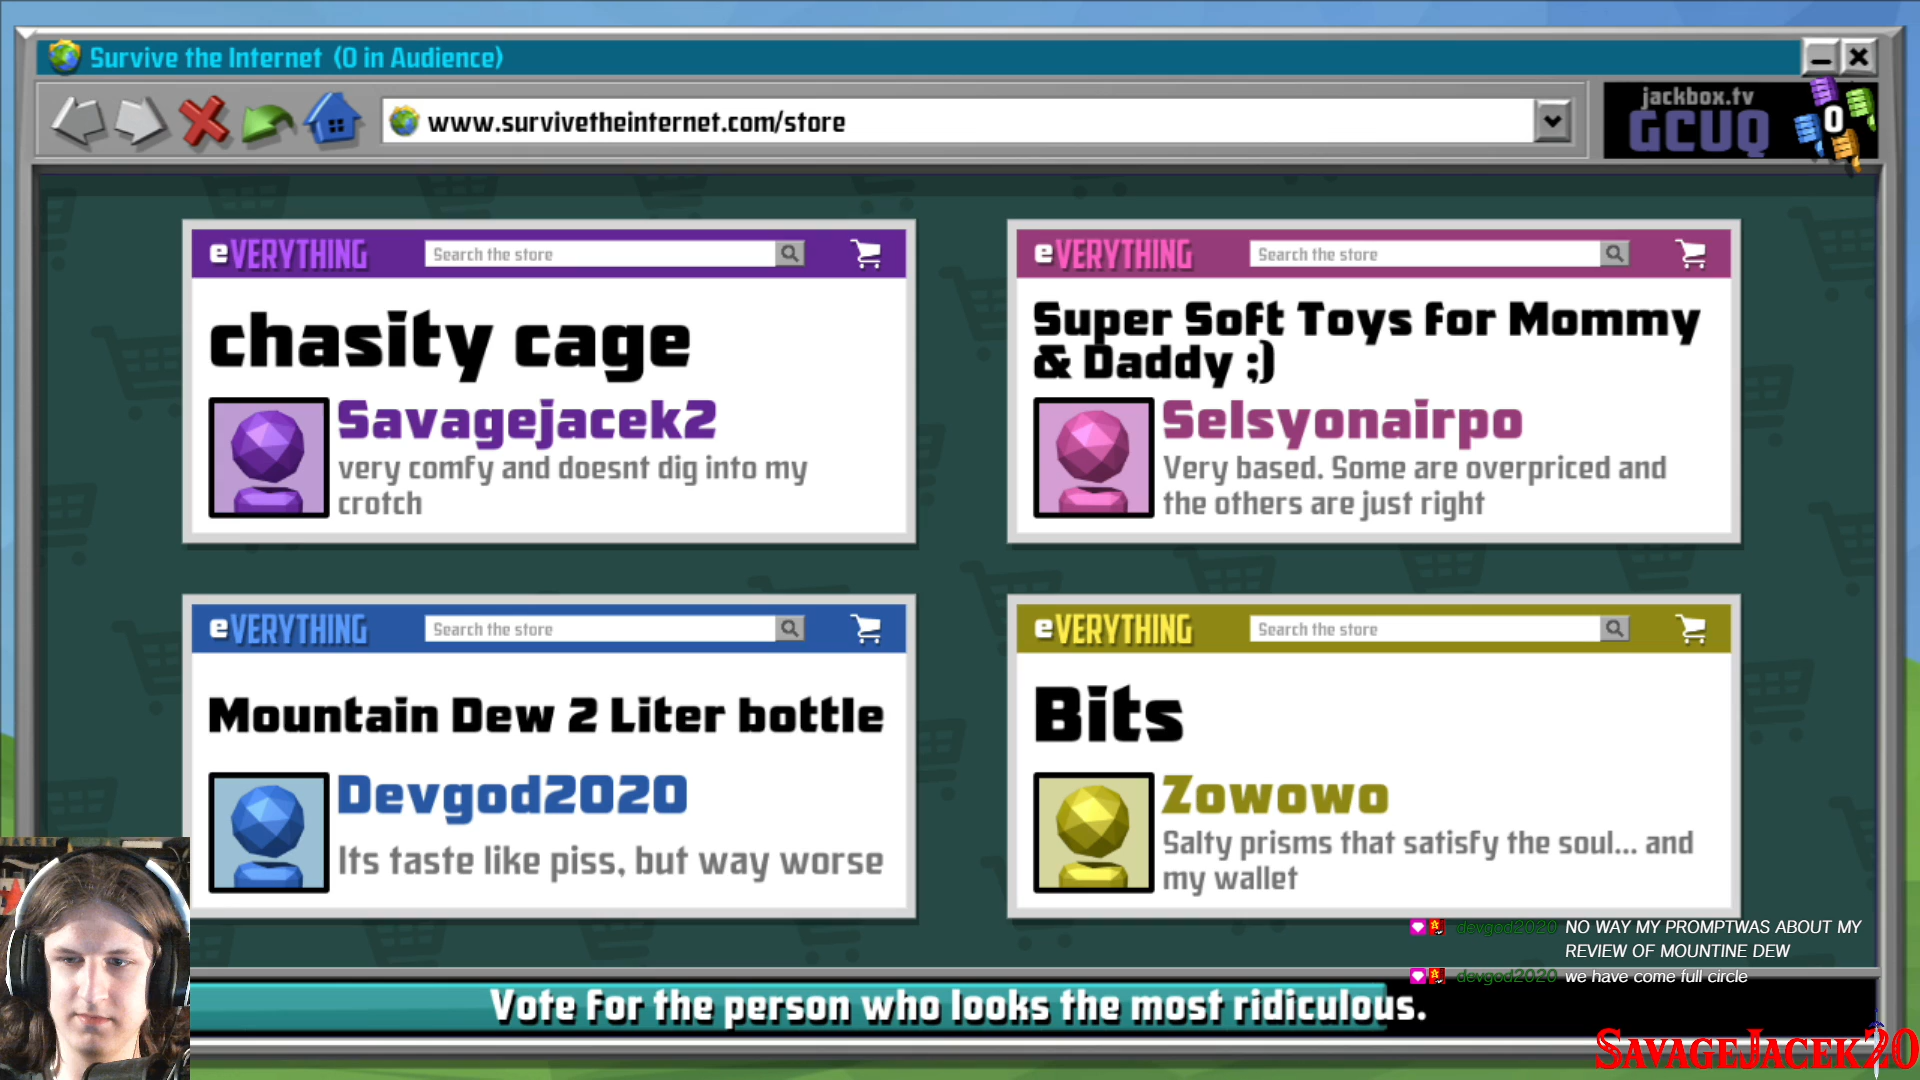 Survive the Internet (0 in Audience)
www.survivetheinternet.com/store
jackbox.tv
GCUQ
0
eVERYTHING
Search the store
chasity cage
Savagejacek2
very comfy and doesnt dig into my
crotch
eVERYTHING
Search the store
Super Soft Toys for Mommy
& Daddy ;)
Selsyonairpo
Very based. Some are overpriced and
the others are just right
eVERYTHING
Search the store
Mountain Dew 2 Liter bottle
Devgod2020
Its taste like piss, but way worse
eVERYTHING
Search the store
Bits
Zowowo
Salty prisms that satisfy the soul... and
my wallet
devgod2020 NO WAY MY PROMPTWAS ABOUT MY
REVIEW OF MOUNTINE DEW
devgod2020 we have come full circle
Vote for the person who looks the most ridiculous.
SAVAGEJACEK20